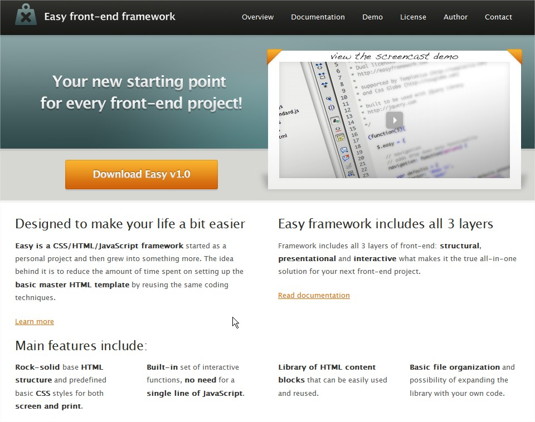 Easy front-end framework
Overview Documentation Demo License Author Contact
view the screencast demo
Your new starting point
for every front-end project!
Download Easy v1.0
Designed to make your life a bit easier
Easy is a CSS/HTML/JavaScript framework started as a
personal project and then grew into something more. The idea
behind it is to reduce the amount of time spent on setting up the
basic master HTML template by reusing the same coding
techniques.
Learn more
Easy framework includes all 3 layers
Framework includes all 3 layers of front-end: structural,
presentational and interactive what makes it the true all-in-one
solution for your next front-end project.
Read documentation
Main features include:
Rock-solid base HTML
structure and predefined
basic CSS styles for both
screen and print.
Built-in set of interactive
functions, no need for a
single line of JavaScript.
Library of HTML content
blocks that can be easily used
and reused.
Basic file organization and
possibility of expanding the
library with your own code.